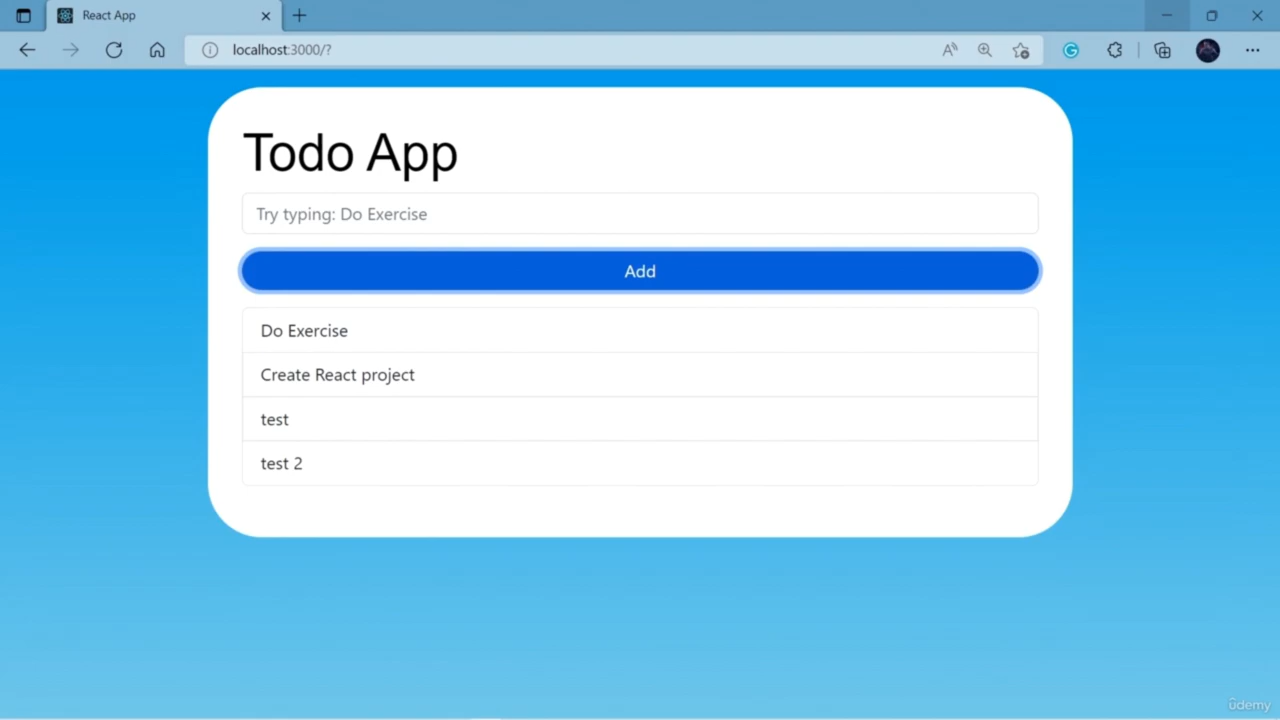 React App
localhost:3000/?
Todo App
Try typing: Do Exercise
Add
Do Exercise
Create React project
test
test 2
ûdemy